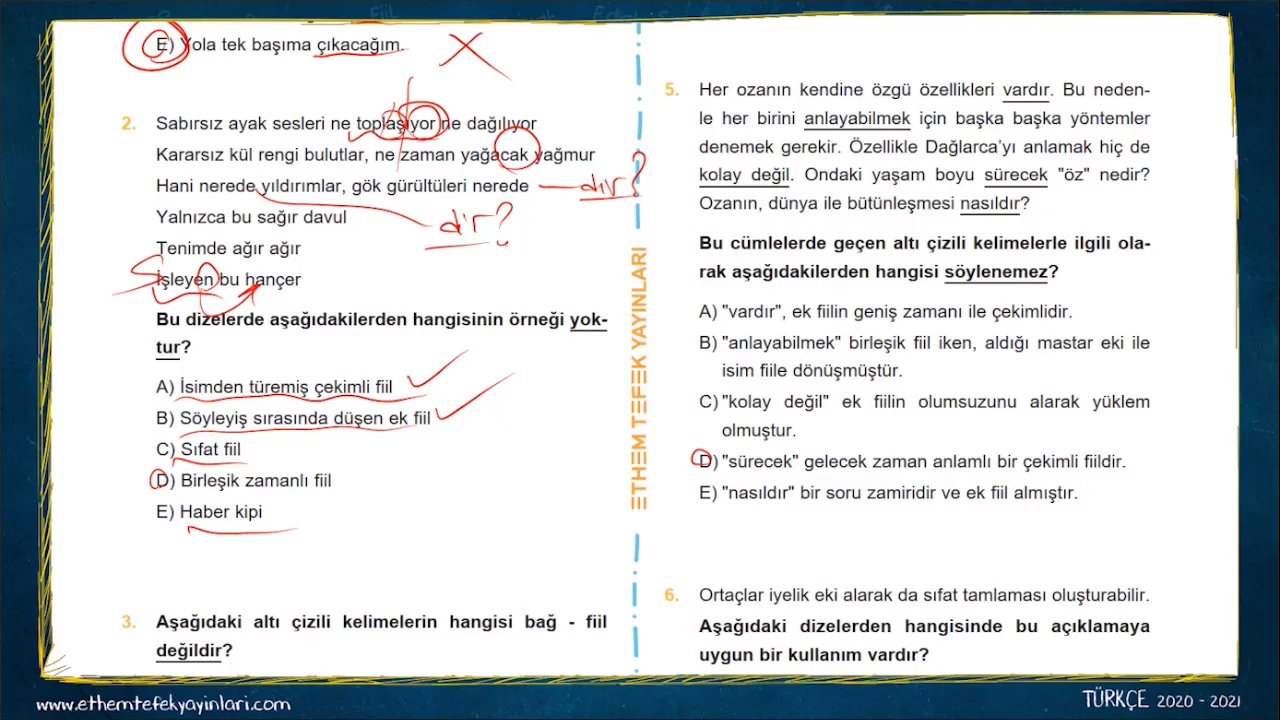 E) Yola tek başıma çıkacağım.
2. Sabırsız ayak sesleri ne toplaşıyor ne dağılıyor
Kararsız kül rengi bulutlar, ne zaman yağacak yağmur
Hani nerede yıldırımlar, gök gürültüleri nerede dır?
Yalnızca bu sağır davul dir?
Tenimde ağır ağır
İşleyen bu hançer
Bu dizelerde aşağıdakilerden hangisinin örneği yok-
tur?
A) İsimden türemiş çekimli fiil
B) Söyleyiş sırasında düşen ek fiil
C) Sıfat fiil
D) Birleşik zamanlı fiil
E) Haber kipi
3. Aşağıdaki altı çizili kelimelerin hangisi bağ - fiil
değildir?
ETHEM TEFEK YAYINLARI
5. Her ozanın kendine özgü özellikleri vardır. Bu neden-
le her birini anlayabilmek için başka başka yöntemler
denemek gerekir. Özellikle Dağlarca'yı anlamak hiç de
kolay değil. Ondaki yaşam boyu sürecek "öz" nedir?
Ozanın, dünya ile bütünleşmesi nasıldır?
Bu cümlelerde geçen altı çizili kelimelerle ilgili ola-
rak aşağıdakilerden hangisi söylenemez?
A) "vardır", ek fiilin geniş zamanı ile çekimlidir.
B) "anlayabilmek" birleşik fiil iken, aldığı mastar eki ile
isim fiile dönüşmüştür.
C) "kolay değil" ek fiilin olumsuzunu alarak yüklem
olmuştur.
D) "sürecek" gelecek zaman anlamlı bir çekimli fiildir.
E) "nasıldır" bir soru zamiridir ve ek fiil almıştır.
6. Ortaçlar iyelik eki alarak da sıfat tamlaması oluşturabilir.
Aşağıdaki dizelerden hangisinde bu açıklamaya
uygun bir kullanım vardır?
www.ethemtefekyayinlari.com
TÜRKÇE 2020 - 2021